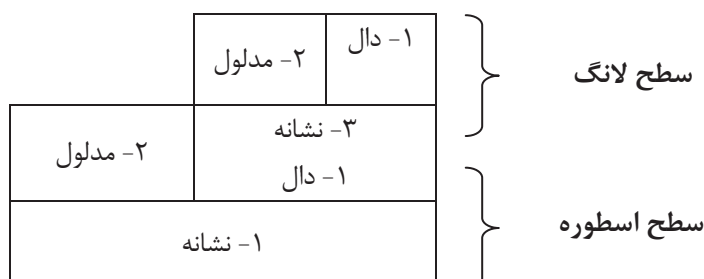 ۱- دال
۲- مدلول
سطح لانگ
۳- نشانه
۱- دال
۲- مدلول
۱- نشانه
سطح اسطوره